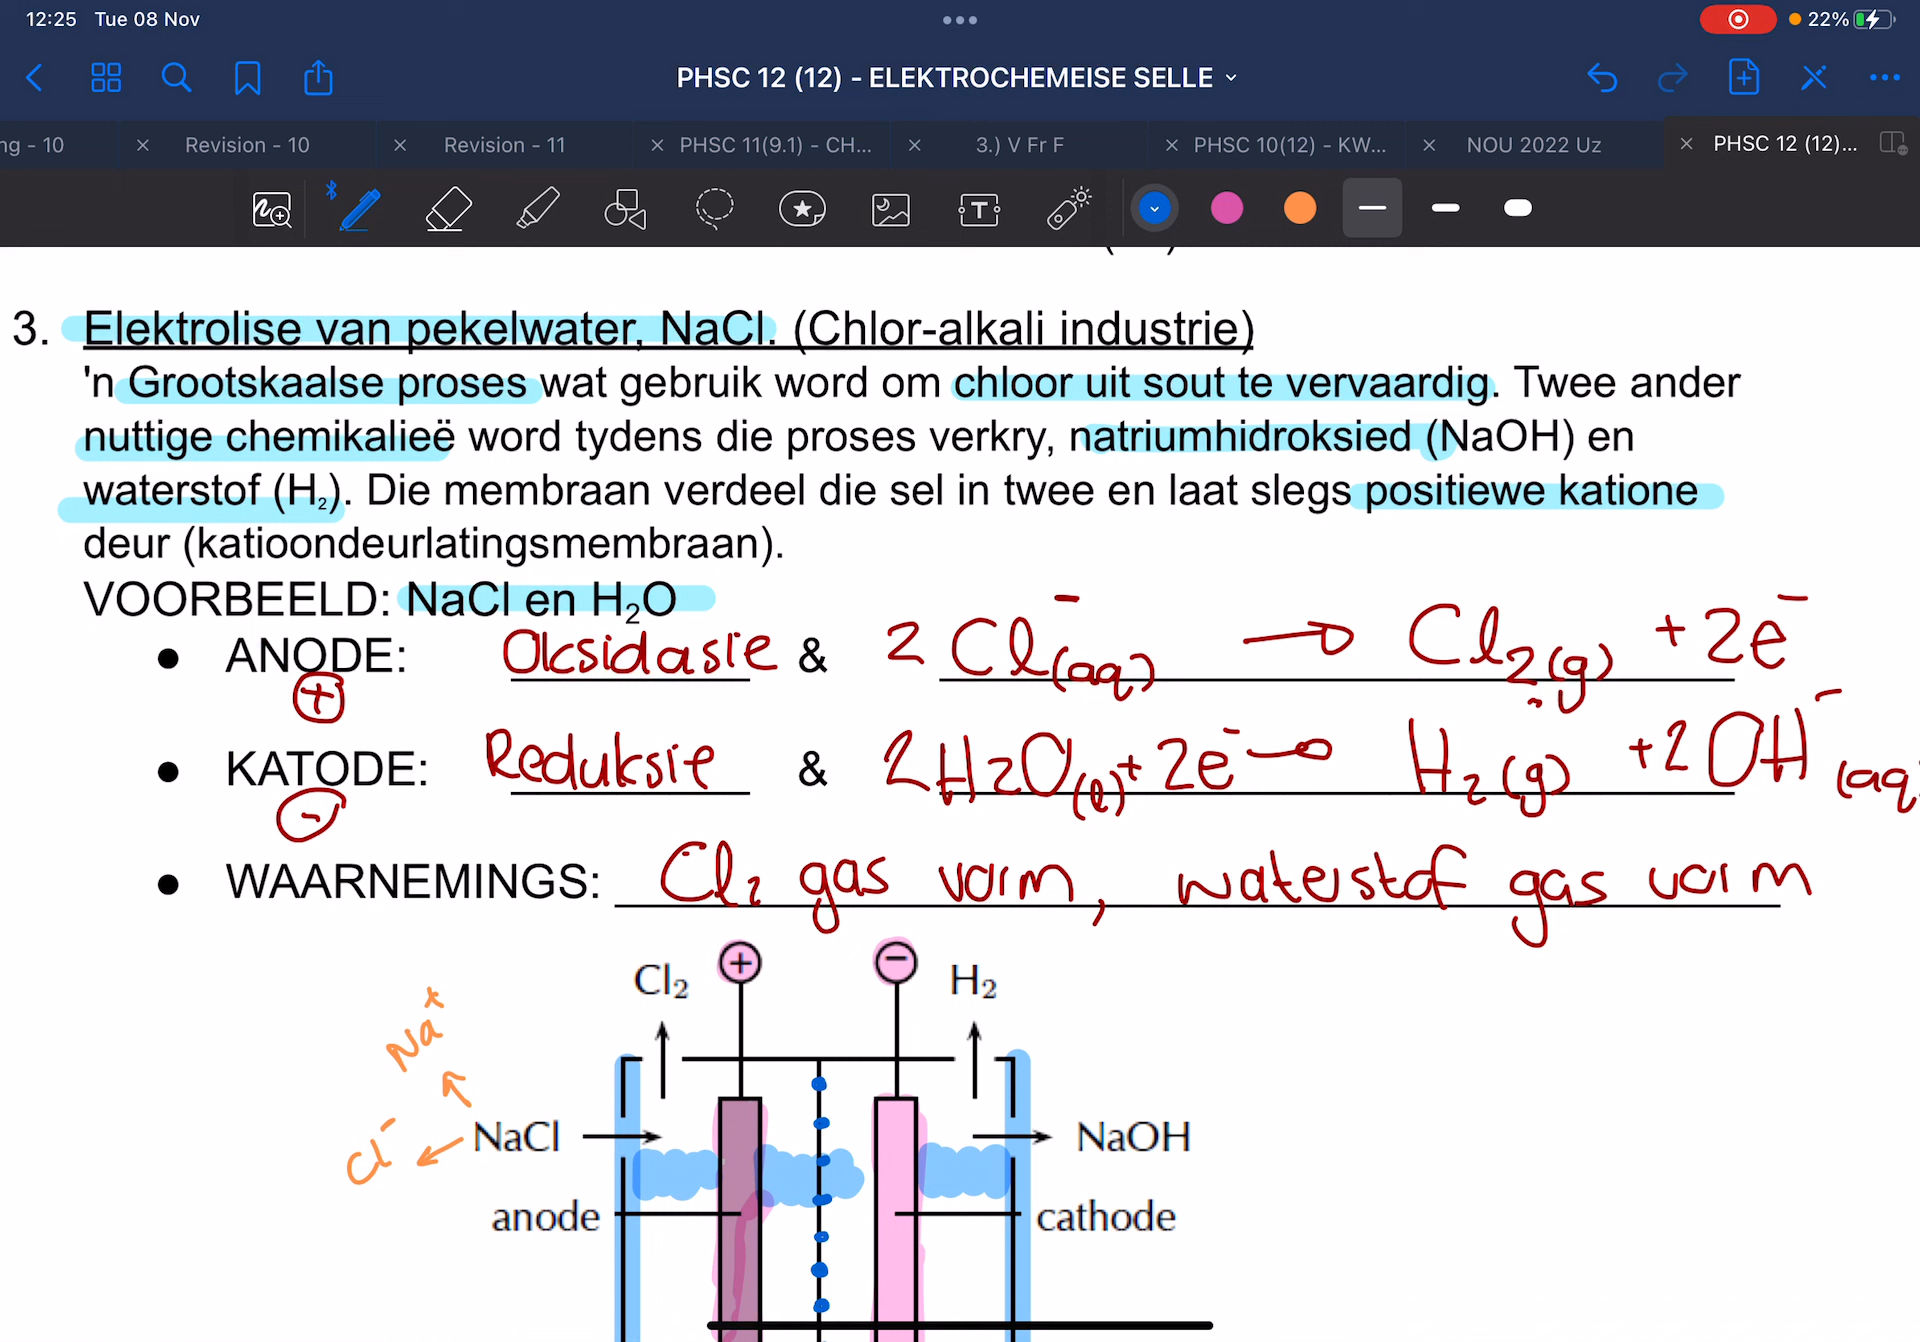 12:25 Tue 08 Nov
22%
PHSC 12 (12) - ELEKTROCHEMEISE SELLE
ng - 10
Revision - 10
Revision - 11
PHSC 11(9.1) - CH...
3.) V Fr F
PHSC 10(12) - KW...
NOU 2022 Uz
PHSC 12 (12)...
3. Elektrolise van pekelwater, NaCl. (Chlor-alkali industrie)
'n Grootskaalse proses wat gebruik word om chloor uit sout te vervaardig. Twee ander
nuttige chemikalieë word tydens die proses verkry, natriumhidroksied (NaOH) en
waterstof (H₂). Die membraan verdeel die sel in twee en laat slegs positiewe katione
deur (katioondeurlatingsmembraan).
VOORBEELD: NaCl en H₂O
• ANODE: Oksidasie & 2Cl⁻(aq) → Cl₂(g) + 2e⁻
+
• KATODE: Reduksie & 2H₂O(l) + 2e⁻ → H₂(g) + 2OH⁻(aq)
-
• WAARNEMINGS: Cl₂ gas vorm, waterstof gas vorm
Cl₂ + − H₂
Na⁺
NaCl NaOH
Cl⁻
anode cathode